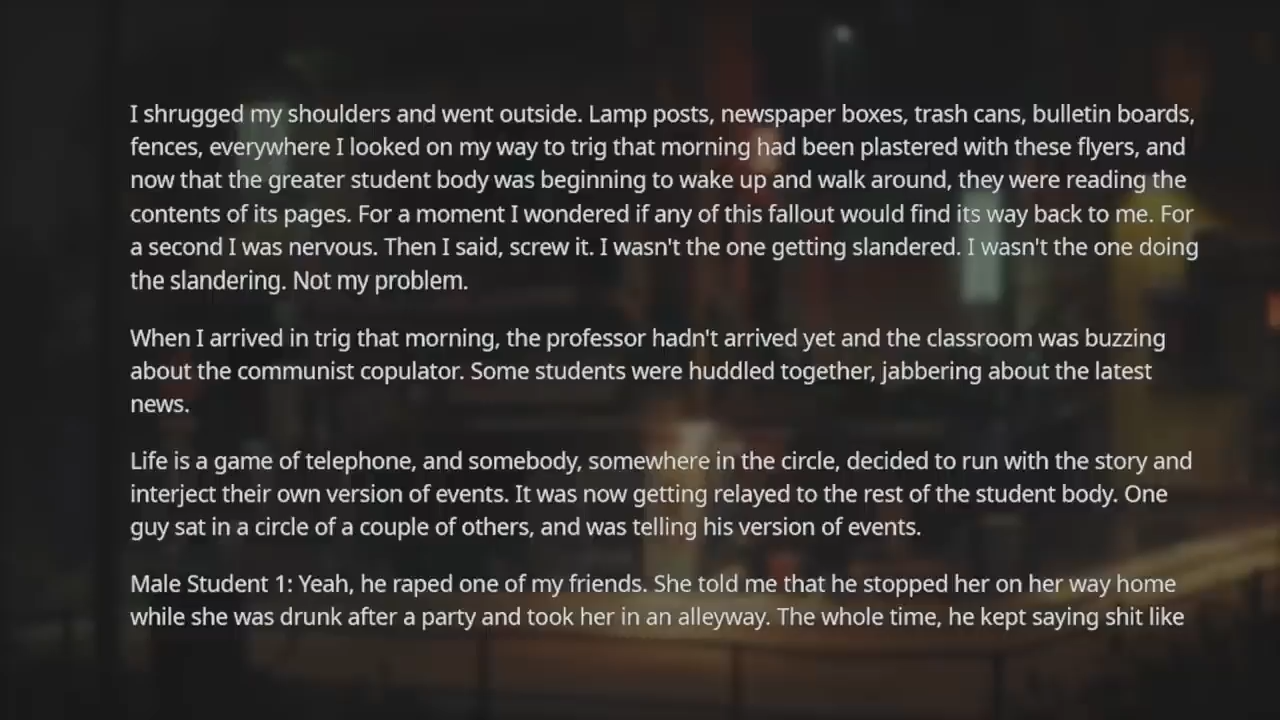 I shrugged my shoulders and went outside. Lamp posts, newspaper boxes, trash cans, bulletin boards,
fences, everywhere I looked on my way to trig that morning had been plastered with these flyers, and
now that the greater student body was beginning to wake up and walk around, they were reading the
contents of its pages. For a moment I wondered if any of this fallout would find its way back to me. For
a second I was nervous. Then I said, screw it. I wasn't the one getting slandered. I wasn't the one doing
the slandering. Not my problem.
When I arrived in trig that morning, the professor hadn't arrived yet and the classroom was buzzing
about the communist copulator. Some students were huddled together, jabbering about the latest
news.
Life is a game of telephone, and somebody, somewhere in the circle, decided to run with the story and
interject their own version of events. It was now getting relayed to the rest of the student body. One
guy sat in a circle of a couple of others, and was telling his version of events.
Male Student 1: Yeah, he raped one of my friends. She told me that he stopped her on her way home
while she was drunk after a party and took her in an alleyway. The whole time, he kept saying shit like